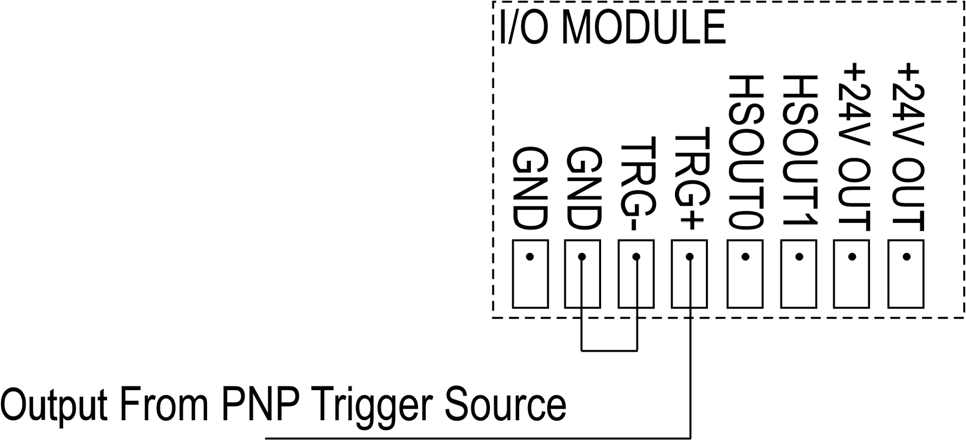 I/O MODULE
GND
GND
TRG-
TRG+
HSOUT0
HSOUT1
+24V OUT
+24V OUT
Output From PNP Trigger Source